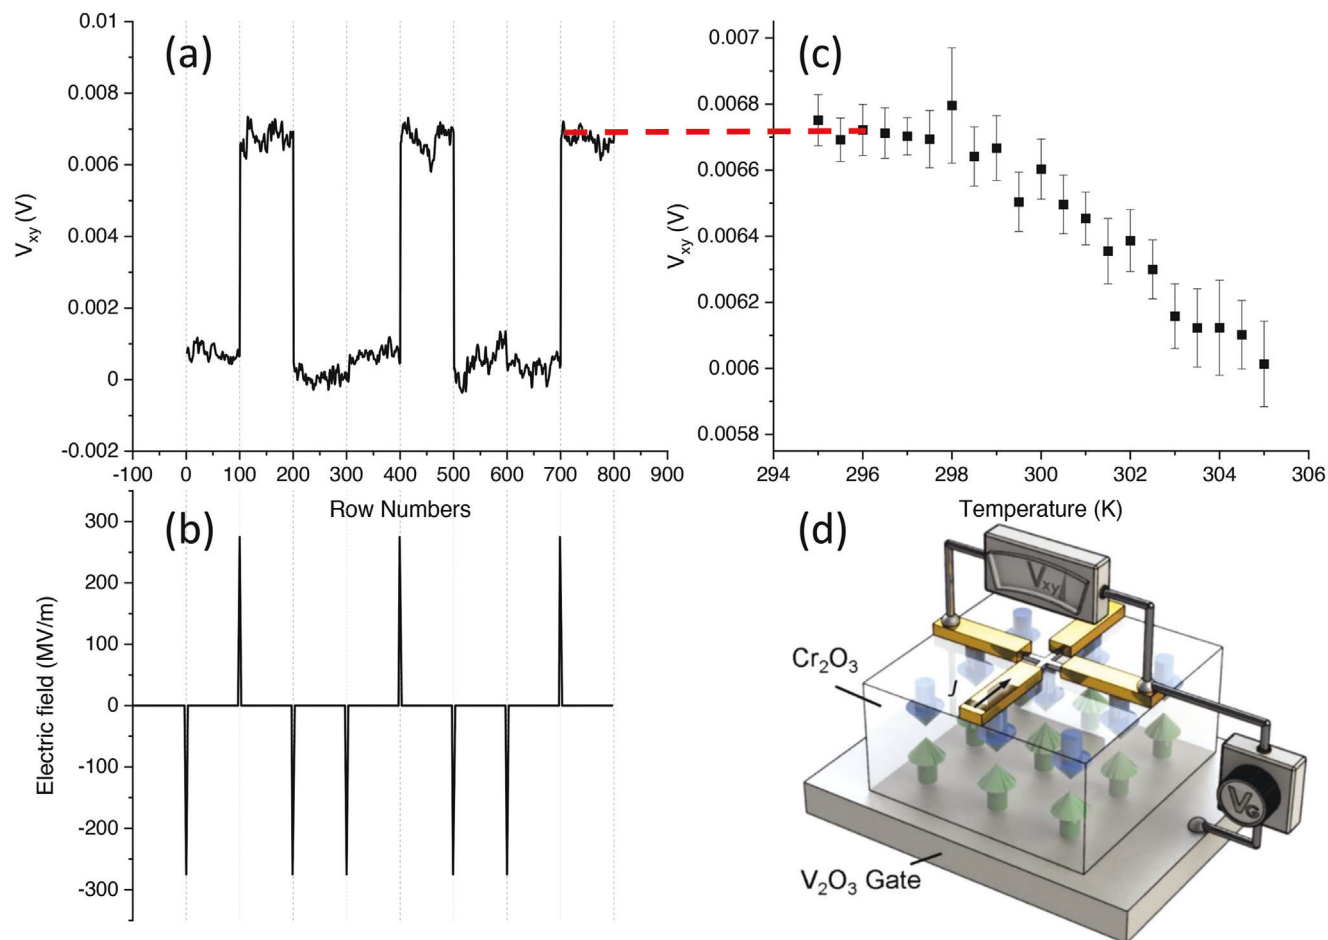 (a)
0.01
0.008
0.006
0.004
0.002
0
-0.002
V_xy (V)
-100 0 100 200 300 400 500 600 700 800 900
Row Numbers
(c)
0.007
0.0068
0.0066
0.0064
0.0062
0.006
0.0058
V_xy (V)
294 296 298 300 302 304 306
Temperature (K)
(b)
300
200
100
0
-100
-200
-300
Electric field (MV/m)
(d)
V_xy
Cr₂O₃
J
V_G
V₂O₃ Gate